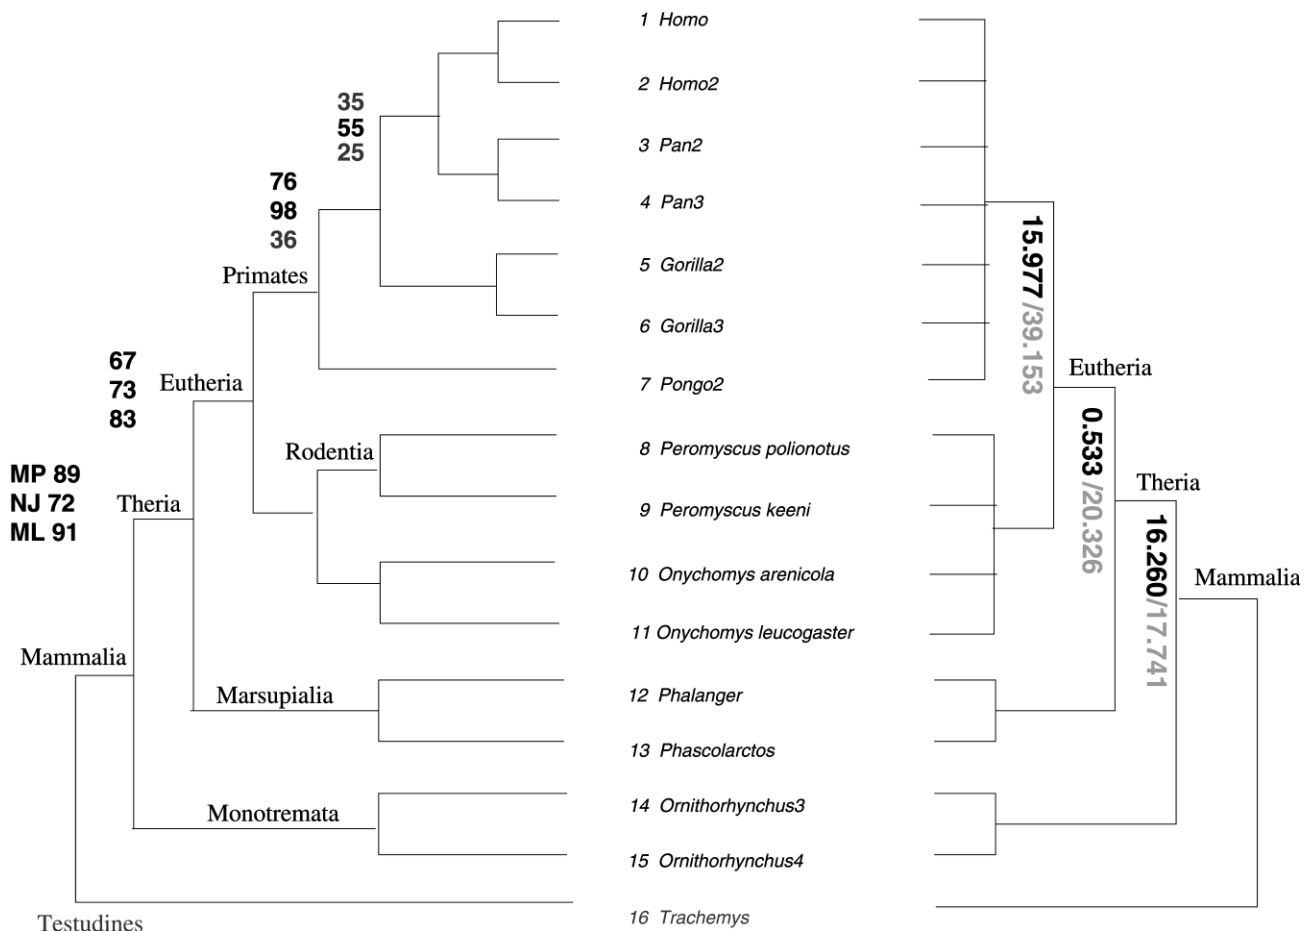 1 Homo
2 Homo2
35
55
25
3 Pan2
76
98
36
4 Pan3
Primates
5 Gorilla2
6 Gorilla3
15.977/39.153
67
73
83
Eutheria
7 Pongo2
Eutheria
Rodentia
8 Peromyscus polionotus
0.533/20.326
MP 89
NJ 72
ML 91
Theria
9 Peromyscus keeni
Theria
10 Onychomys arenicola
16.260/17.741
Mammalia
11 Onychomys leucogaster
Mammalia
Marsupialia
12 Phalanger
13 Phascolarctos
Monotremata
14 Ornithorhynchus3
15 Ornithorhynchus4
Testudines
16 Trachemys